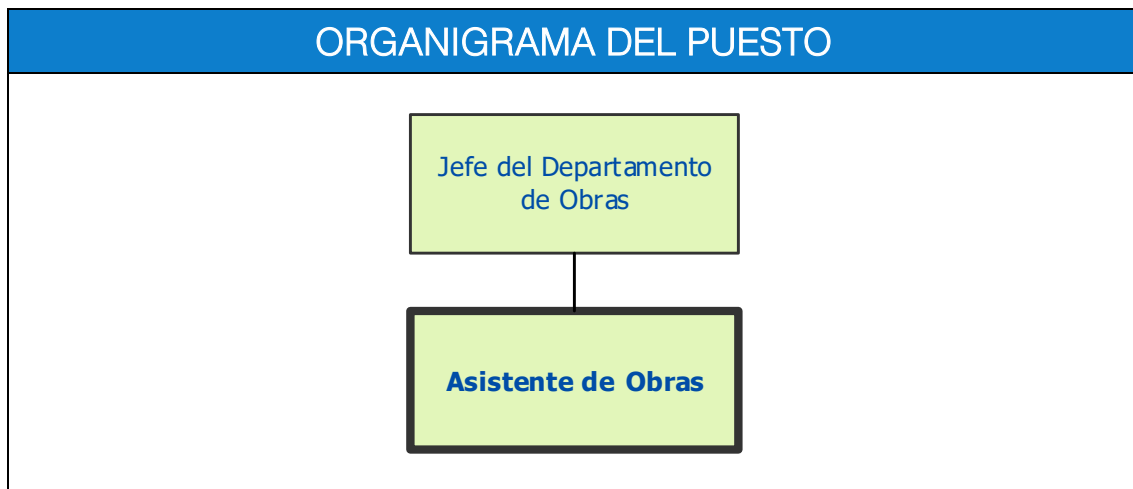 ORGANIGRAMA DEL PUESTO
Jefe del Departamento
de Obras
Asistente de Obras